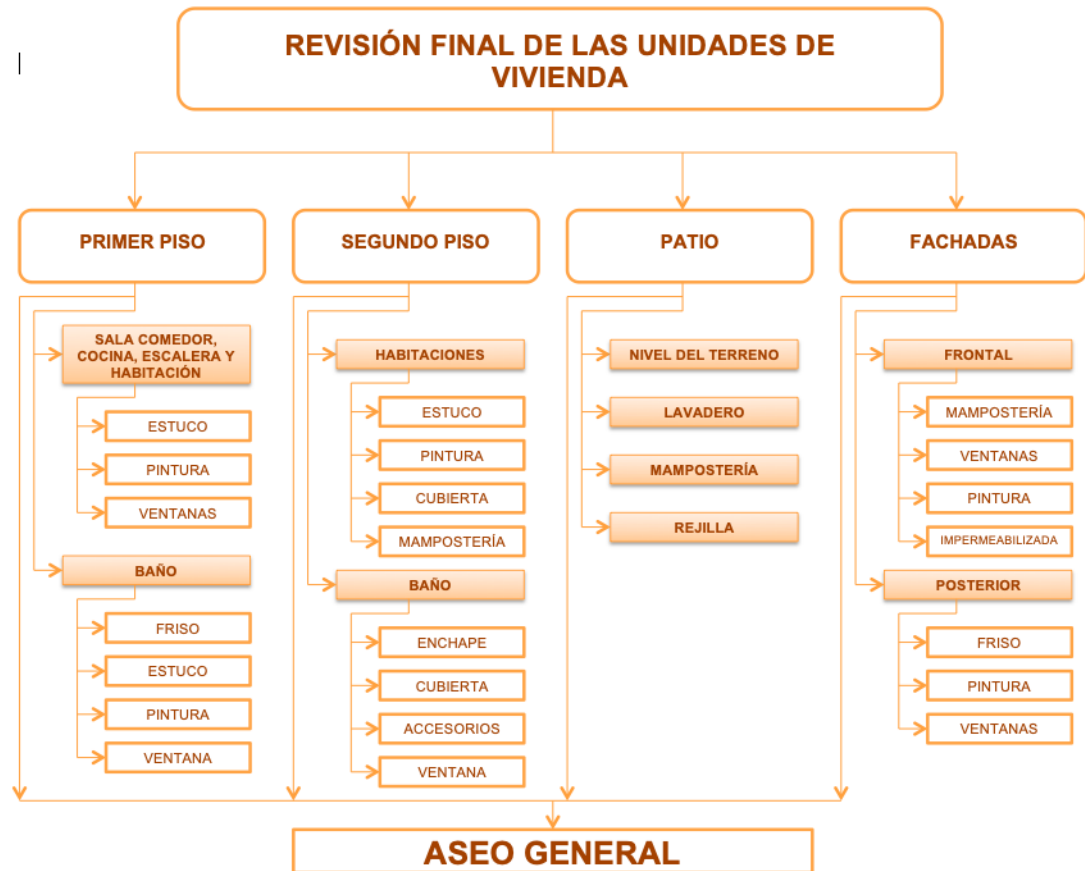 REVISIÓN FINAL DE LAS UNIDADES DE
VIVIENDA
PRIMER PISO
SALA COMEDOR,
COCINA, ESCALERA Y
HABITACIÓN
ESTUCO
PINTURA
VENTANAS
BAÑO
FRISO
ESTUCO
PINTURA
VENTANA
SEGUNDO PISO
HABITACIONES
ESTUCO
PINTURA
CUBIERTA
MAMPOSTERÍA
BAÑO
ENCHAPE
CUBIERTA
ACCESORIOS
VENTANA
PATIO
NIVEL DEL TERRENO
LAVADERO
MAMPOSTERÍA
REJILLA
FACHADAS
FRONTAL
MAMPOSTERÍA
VENTANAS
PINTURA
IMPERMEABILIZADA
POSTERIOR
FRISO
PINTURA
VENTANAS
ASEO GENERAL